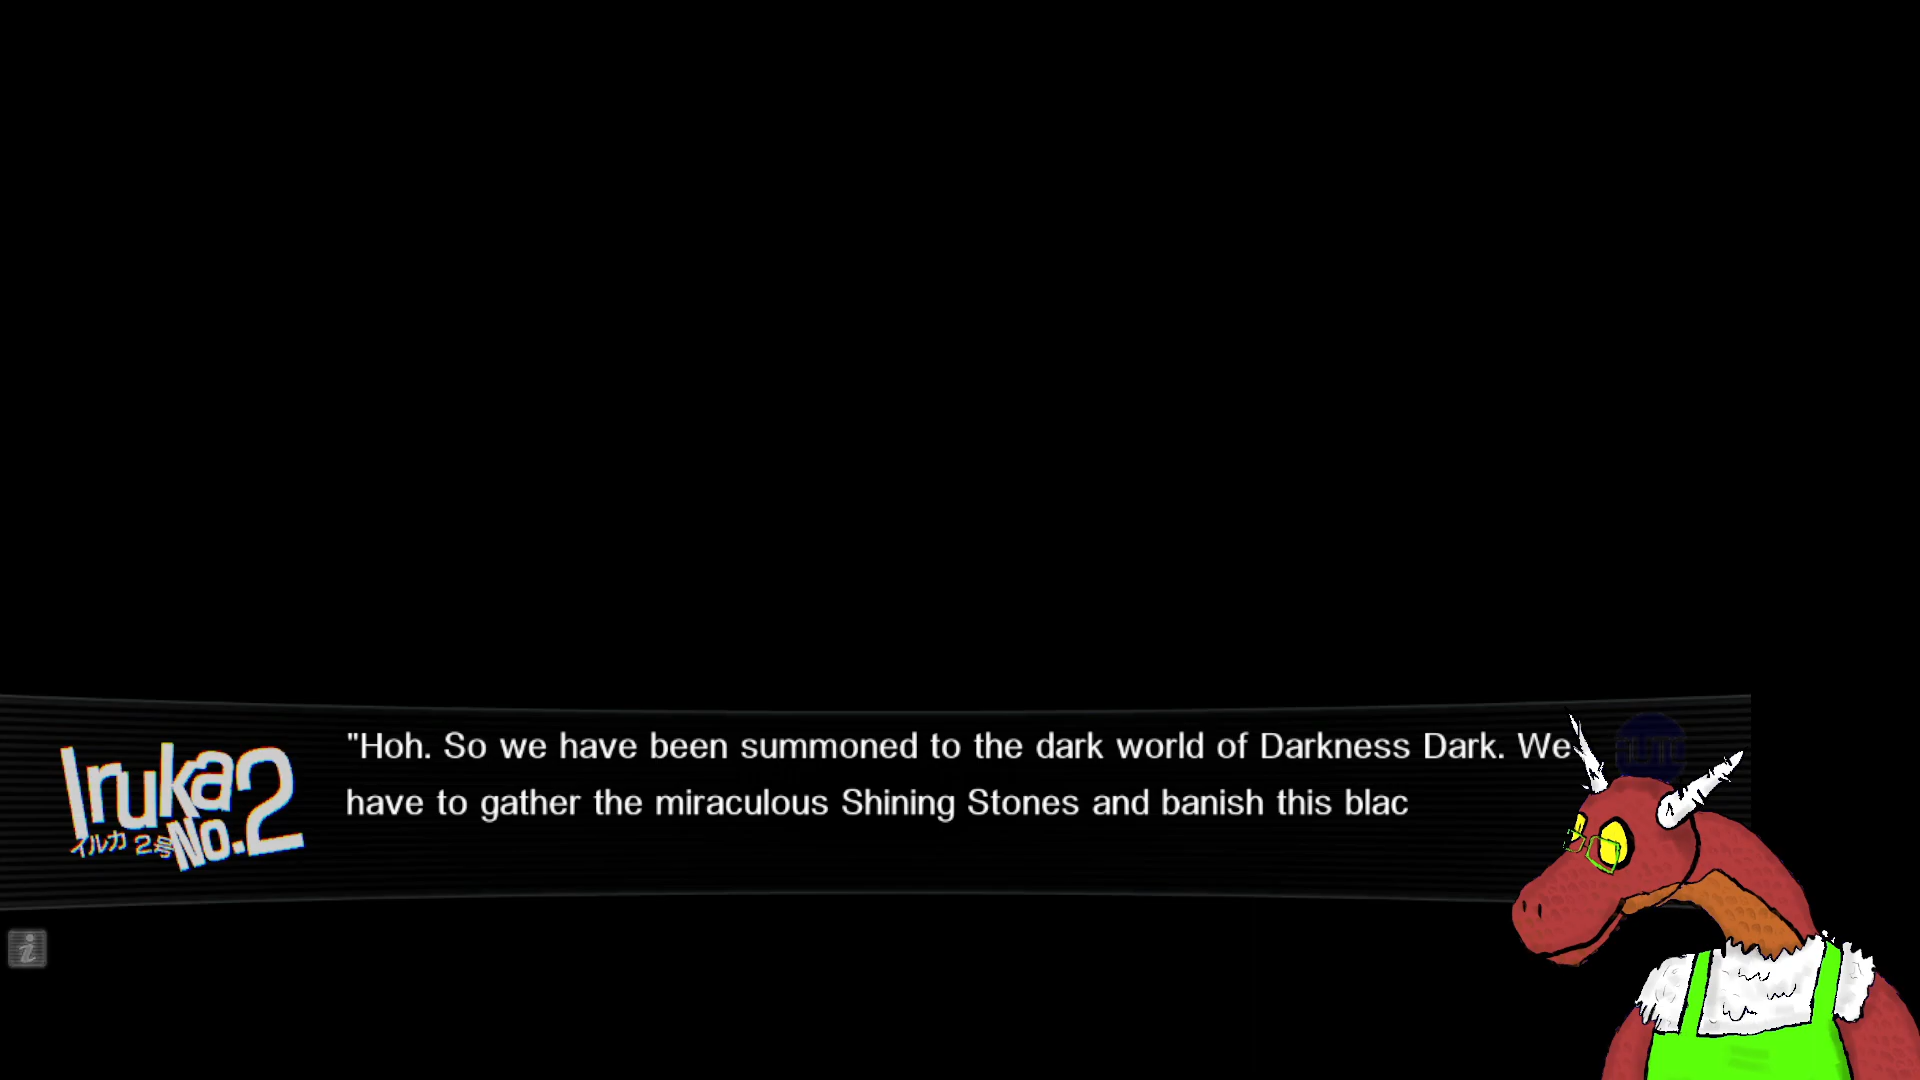 "Hoh. So we have been summoned to the dark world of Darkness Dark. We
have to gather the miraculous Shining Stones and banish this blac
Iruka No.2
イルカ 2号
i